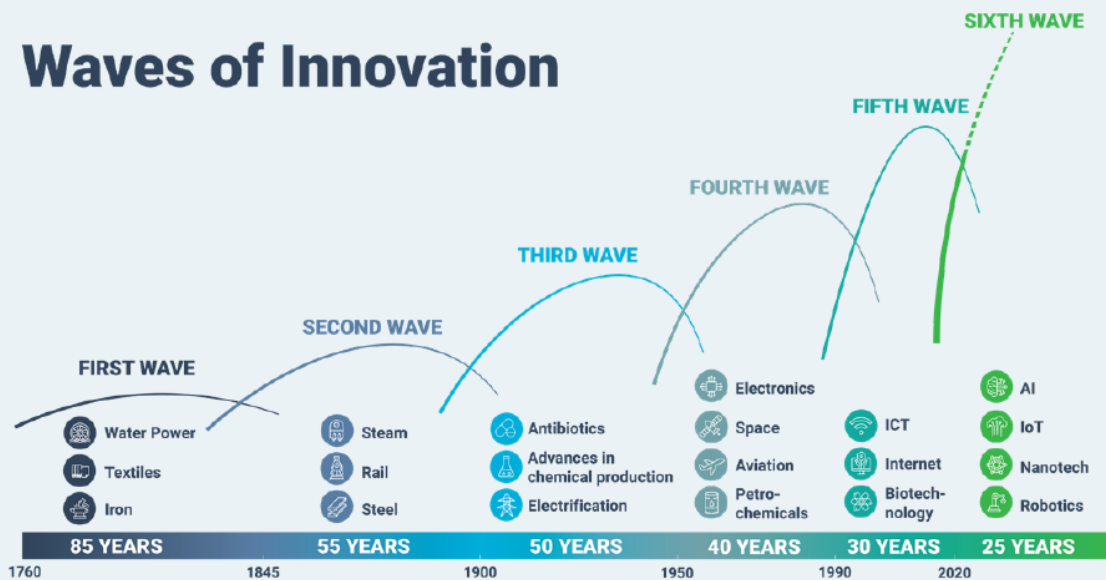 SIXTH WAVE
Waves of Innovation
FIFTH WAVE
FOURTH WAVE
THIRD WAVE
SECOND WAVE
FIRST WAVE
Water Power
Textiles
Iron
Steam
Rail
Steel
Antibiotics
Advances in
chemical production
Electrification
Electronics
Space
Aviation
Petro-
chemicals
ICT
Internet
Biotech-
nology
AI
IoT
Nanotech
Robotics
85 YEARS
55 YEARS
50 YEARS
40 YEARS
30 YEARS
25 YEARS
1760
1845
1900
1950
1990
2020